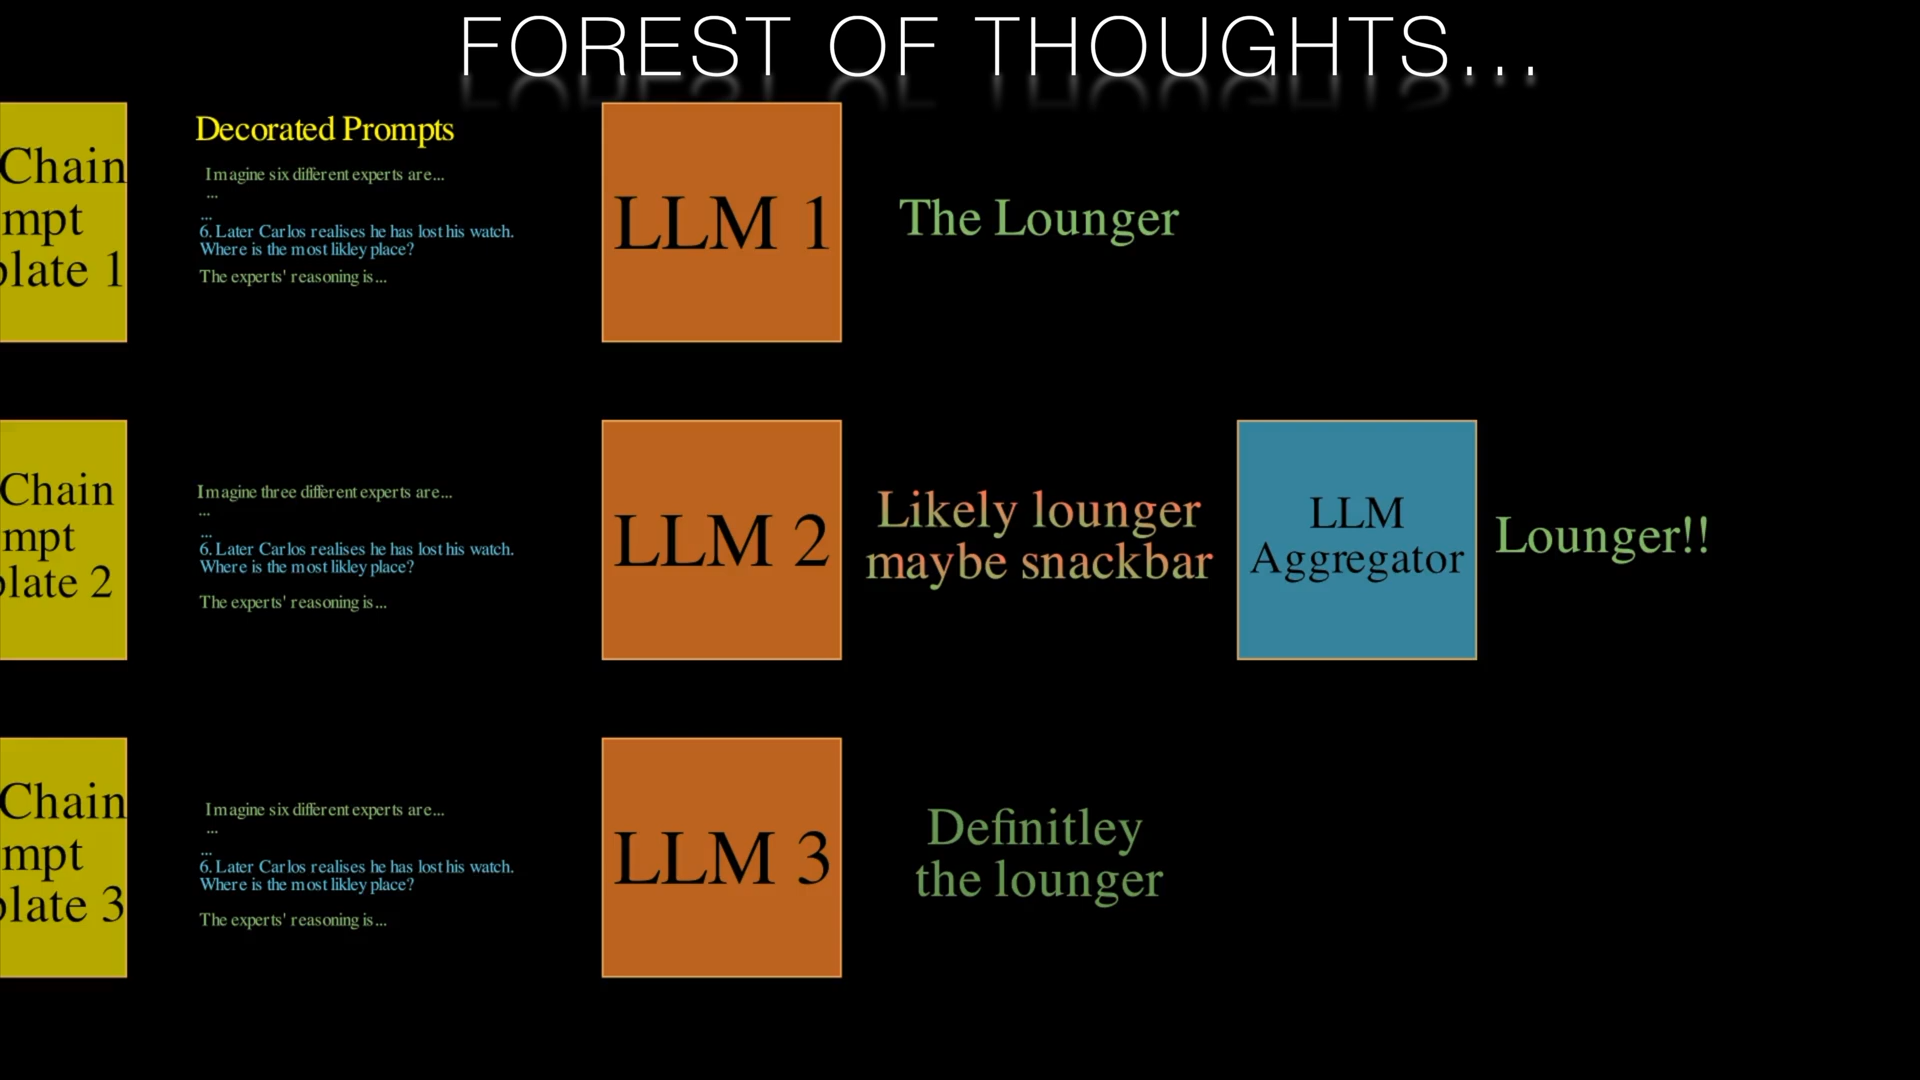 FOREST OF THOUGHTS...
Chain
mpt
plate 1
Decorated Prompts
Imagine six different experts are...
...
...
6. Later Carlos realises he has lost his watch.
Where is the most likley place?
The experts' reasoning is...
LLM 1
The Lounger
Chain
mpt
plate 2
Imagine three different experts are...
...
...
6. Later Carlos realises he has lost his watch.
Where is the most likley place?
The experts' reasoning is...
LLM 2
Likely lounger
maybe snackbar
LLM
Aggregator
Lounger!!
Chain
mpt
plate 3
Imagine six different experts are...
...
...
6. Later Carlos realises he has lost his watch.
Where is the most likley place?
The experts' reasoning is...
LLM 3
Definitley
the lounger